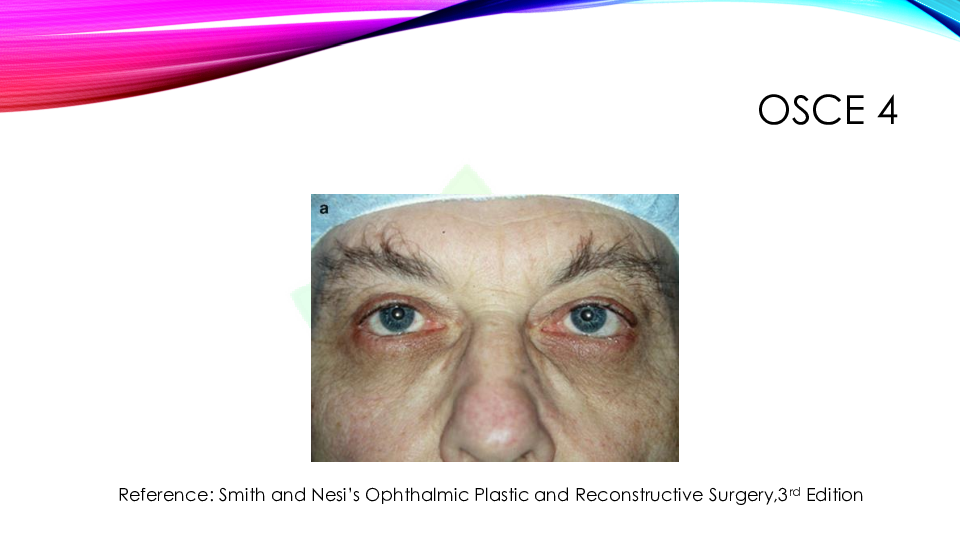 OSCE 4
a
Reference: Smith and Nesi's Ophthalmic Plastic and Reconstructive Surgery,3rd Edition